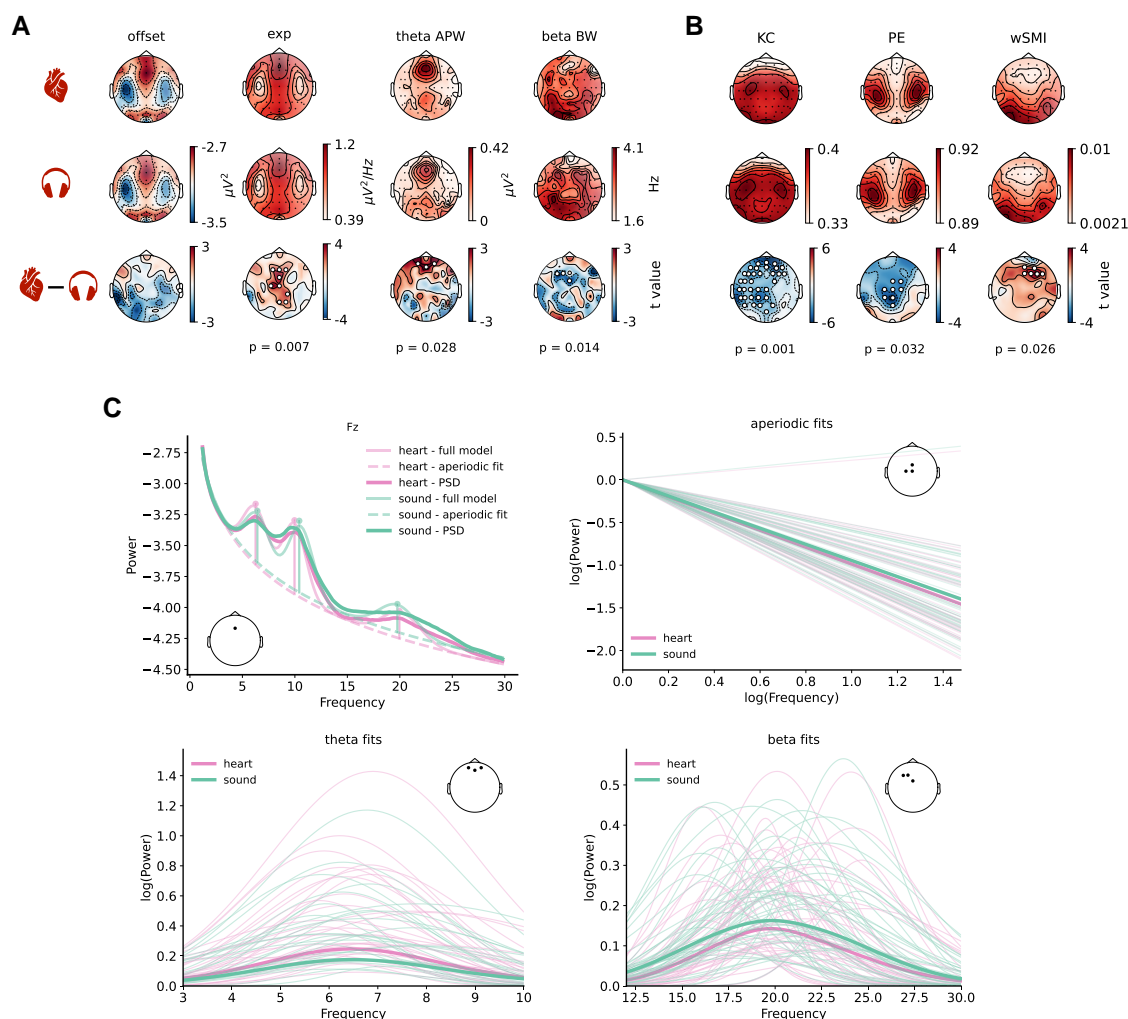 A
B
offset
exp
theta APW
beta BW
KC
PE
wSMI
-2.7
-3.5
μV²
1.2
0.39
μV²/Hz
0.42
0
μV²
4.1
1.6
Hz
0.4
0.33
0.92
0.89
0.01
0.0021
3
-3
4
-4
3
-3
3
-3
t value
6
-6
4
-4
4
-4
t value
p = 0.007
p = 0.028
p = 0.014
p = 0.001
p = 0.032
p = 0.026
C
Fz
heart - full model
heart - aperiodic fit
heart - PSD
sound - full model
sound - aperiodic fit
sound - PSD
Power
−2.75
−3.00
−3.25
−3.50
−3.75
−4.00
−4.25
−4.50
0 5 10 15 20 25 30
Frequency
aperiodic fits
log(Power)
0.5
0.0
−0.5
−1.0
−1.5
−2.0
heart
sound
0.0 0.2 0.4 0.6 0.8 1.0 1.2 1.4
log(Frequency)
theta fits
heart
sound
log(Power)
1.4
1.2
1.0
0.8
0.6
0.4
0.2
0.0
3 4 5 6 7 8 9 10
Frequency
beta fits
heart
sound
log(Power)
0.5
0.4
0.3
0.2
0.1
0.0
12.5 15.0 17.5 20.0 22.5 25.0 27.5 30.0
Frequency